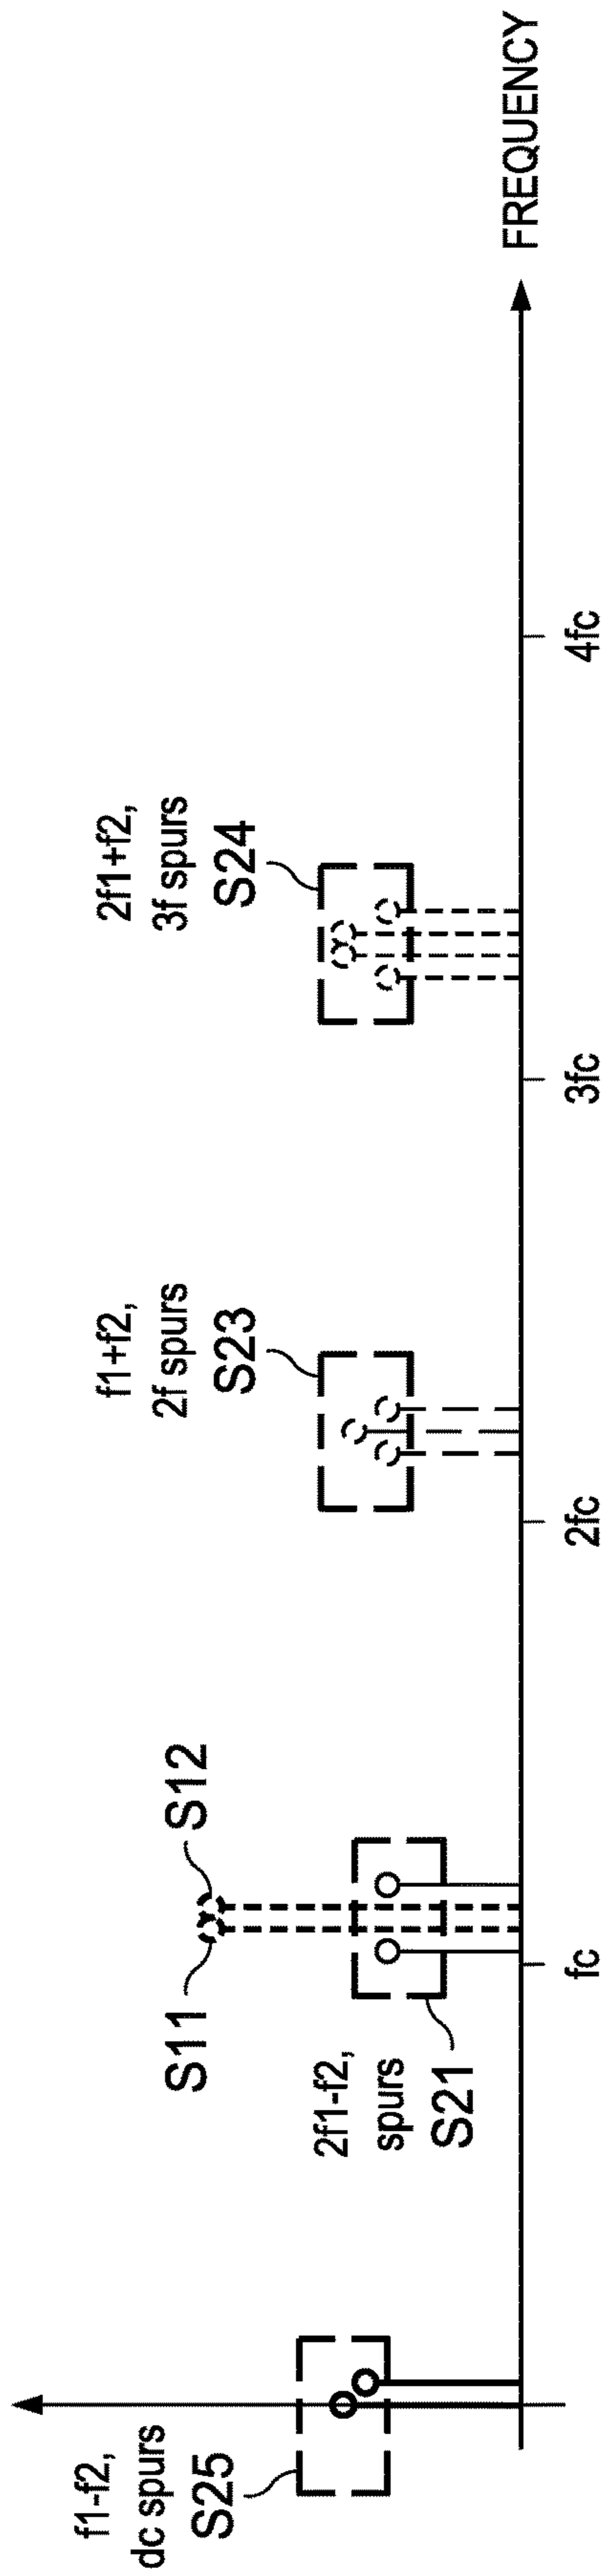 f1-f2,
dc spurs
S25
2f1-f2,
spurs
S21
S11
S12
f1+f2,
2f spurs
S23
2f1+f2,
3f spurs
S24
fc
2fc
3fc
4fc
FREQUENCY